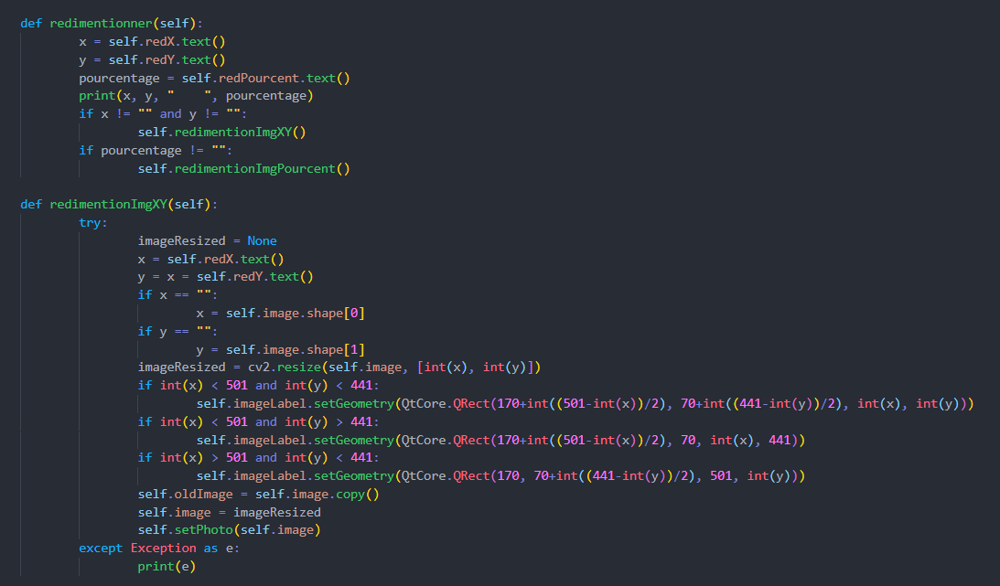 def redimentionner(self):
        x = self.redX.text()
        y = self.redY.text()
        pourcentage = self.redPourcent.text()
        print(x, y, "    ", pourcentage)
        if x != "" and y != "":
                self.redimentionImgXY()
        if pourcentage != "":
                self.redimentionImgPourcent()

def redimentionImgXY(self):
        try:
                imageResized = None
                x = self.redX.text()
                y = x = self.redY.text()
                if x == "":
                        x = self.image.shape[0]
                if y == "":
                        y = self.image.shape[1]
                imageResized = cv2.resize(self.image, [int(x), int(y)])
                if int(x) < 501 and int(y) < 441:
                        self.imageLabel.setGeometry(QtCore.QRect(170+int((501-int(x))/2), 70+int((441-int(y))/2), int(x), int(y)))
                if int(x) < 501 and int(y) > 441:
                        self.imageLabel.setGeometry(QtCore.QRect(170+int((501-int(x))/2), 70, int(x), 441))
                if int(x) > 501 and int(y) < 441:
                        self.imageLabel.setGeometry(QtCore.QRect(170, 70+int((441-int(y))/2), 501, int(y)))
                self.oldImage = self.image.copy()
                self.image = imageResized
                self.setPhoto(self.image)
        except Exception as e:
                print(e)